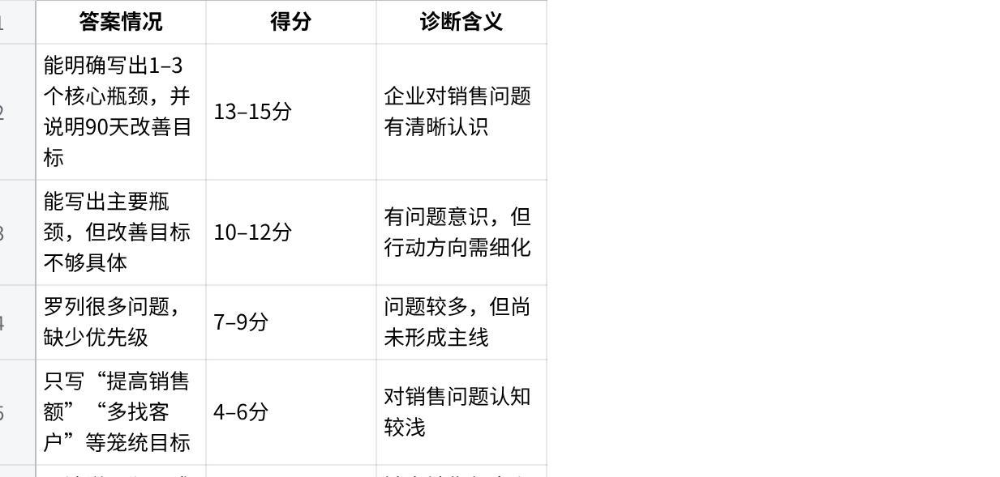 答案情况 得分 诊断含义
能明确写出1–3
个核心瓶颈，并
说明90天改善目
标
13–15分
企业对销售问题
有清晰认识
能写出主要瓶
颈，但改善目标
不够具体
10–12分
有问题意识，但
行动方向需细化
罗列很多问题，
缺少优先级
7–9分
问题较多，但尚
未形成主线
只写“提高销售
额”“多找客
户”等笼统目标
4–6分
对销售问题认知
较浅